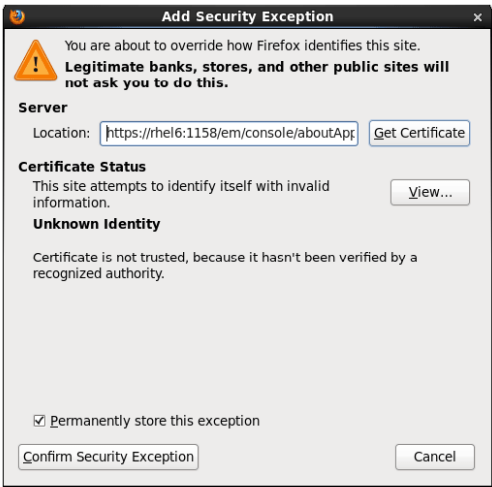 Add Security Exception
You are about to override how Firefox identifies this site.
Legitimate banks, stores, and other public sites will
not ask you to do this.
Server
Location: https://rhel6:1158/em/console/aboutApp Get Certificate
Certificate Status
This site attempts to identify itself with invalid
information.
View...
Unknown Identity
Certificate is not trusted, because it hasn't been verified by a
recognized authority.
Permanently store this exception
Confirm Security Exception Cancel